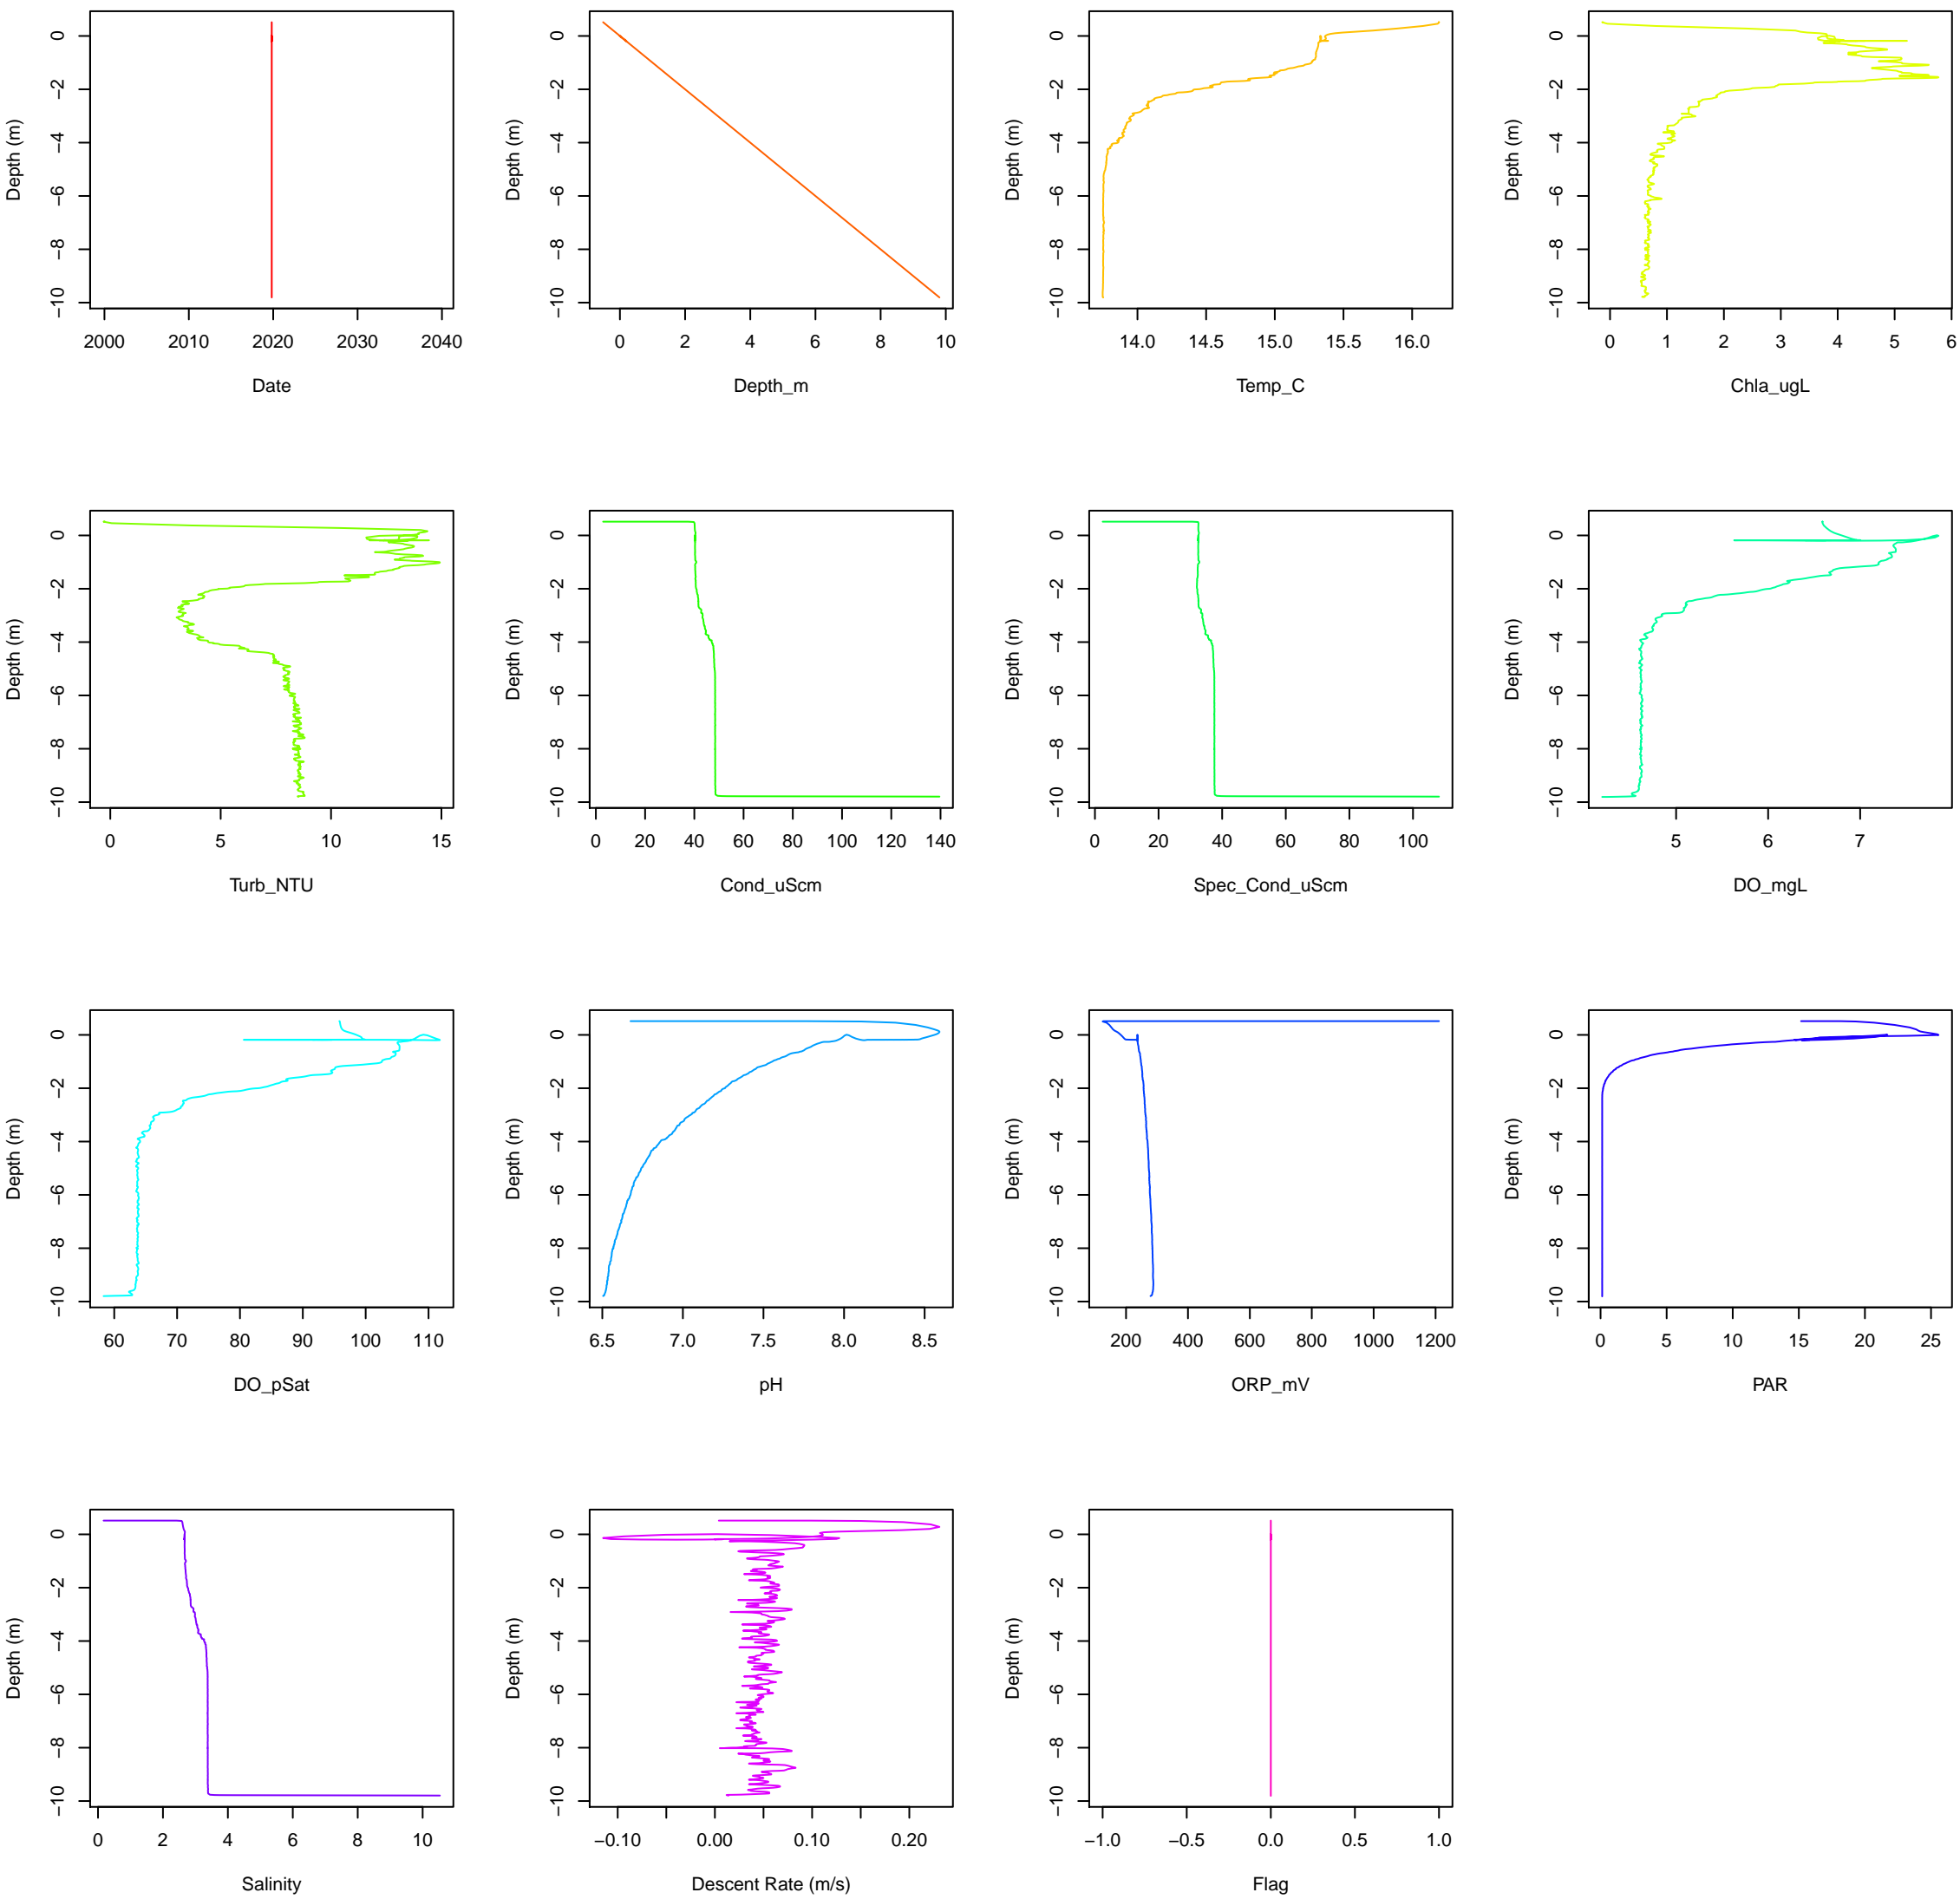 Depth (m)
0
−2
−4
−6
−8
−10
2000 2010 2020 2030 2040
Date
Depth (m)
0
−2
−4
−6
−8
−10
0 2 4 6 8 10
Depth_m
Depth (m)
0
−2
−4
−6
−8
−10
14.0 14.5 15.0 15.5 16.0
Temp_C
Depth (m)
0
−2
−4
−6
−8
−10
0 1 2 3 4 5 6
Chla_ugL
Depth (m)
0
−2
−4
−6
−8
−10
0 5 10 15
Turb_NTU
Depth (m)
0
−2
−4
−6
−8
−10
0 20 40 60 80 100 120 140
Cond_uScm
Depth (m)
0
−2
−4
−6
−8
−10
0 20 40 60 80 100
Spec_Cond_uScm
Depth (m)
0
−2
−4
−6
−8
−10
5 6 7
DO_mgL
Depth (m)
0
−2
−4
−6
−8
−10
60 70 80 90 100 110
DO_pSat
Depth (m)
0
−2
−4
−6
−8
−10
6.5 7.0 7.5 8.0 8.5
pH
Depth (m)
0
−2
−4
−6
−8
−10
200 400 600 800 1000 1200
ORP_mV
Depth (m)
0
−2
−4
−6
−8
−10
0 5 10 15 20 25
PAR
Depth (m)
0
−2
−4
−6
−8
−10
0 2 4 6 8 10
Salinity
Depth (m)
0
−2
−4
−6
−8
−10
−0.10 0.00 0.10 0.20
Descent Rate (m/s)
Depth (m)
0
−2
−4
−6
−8
−10
−1.0 −0.5 0.0 0.5 1.0
Flag